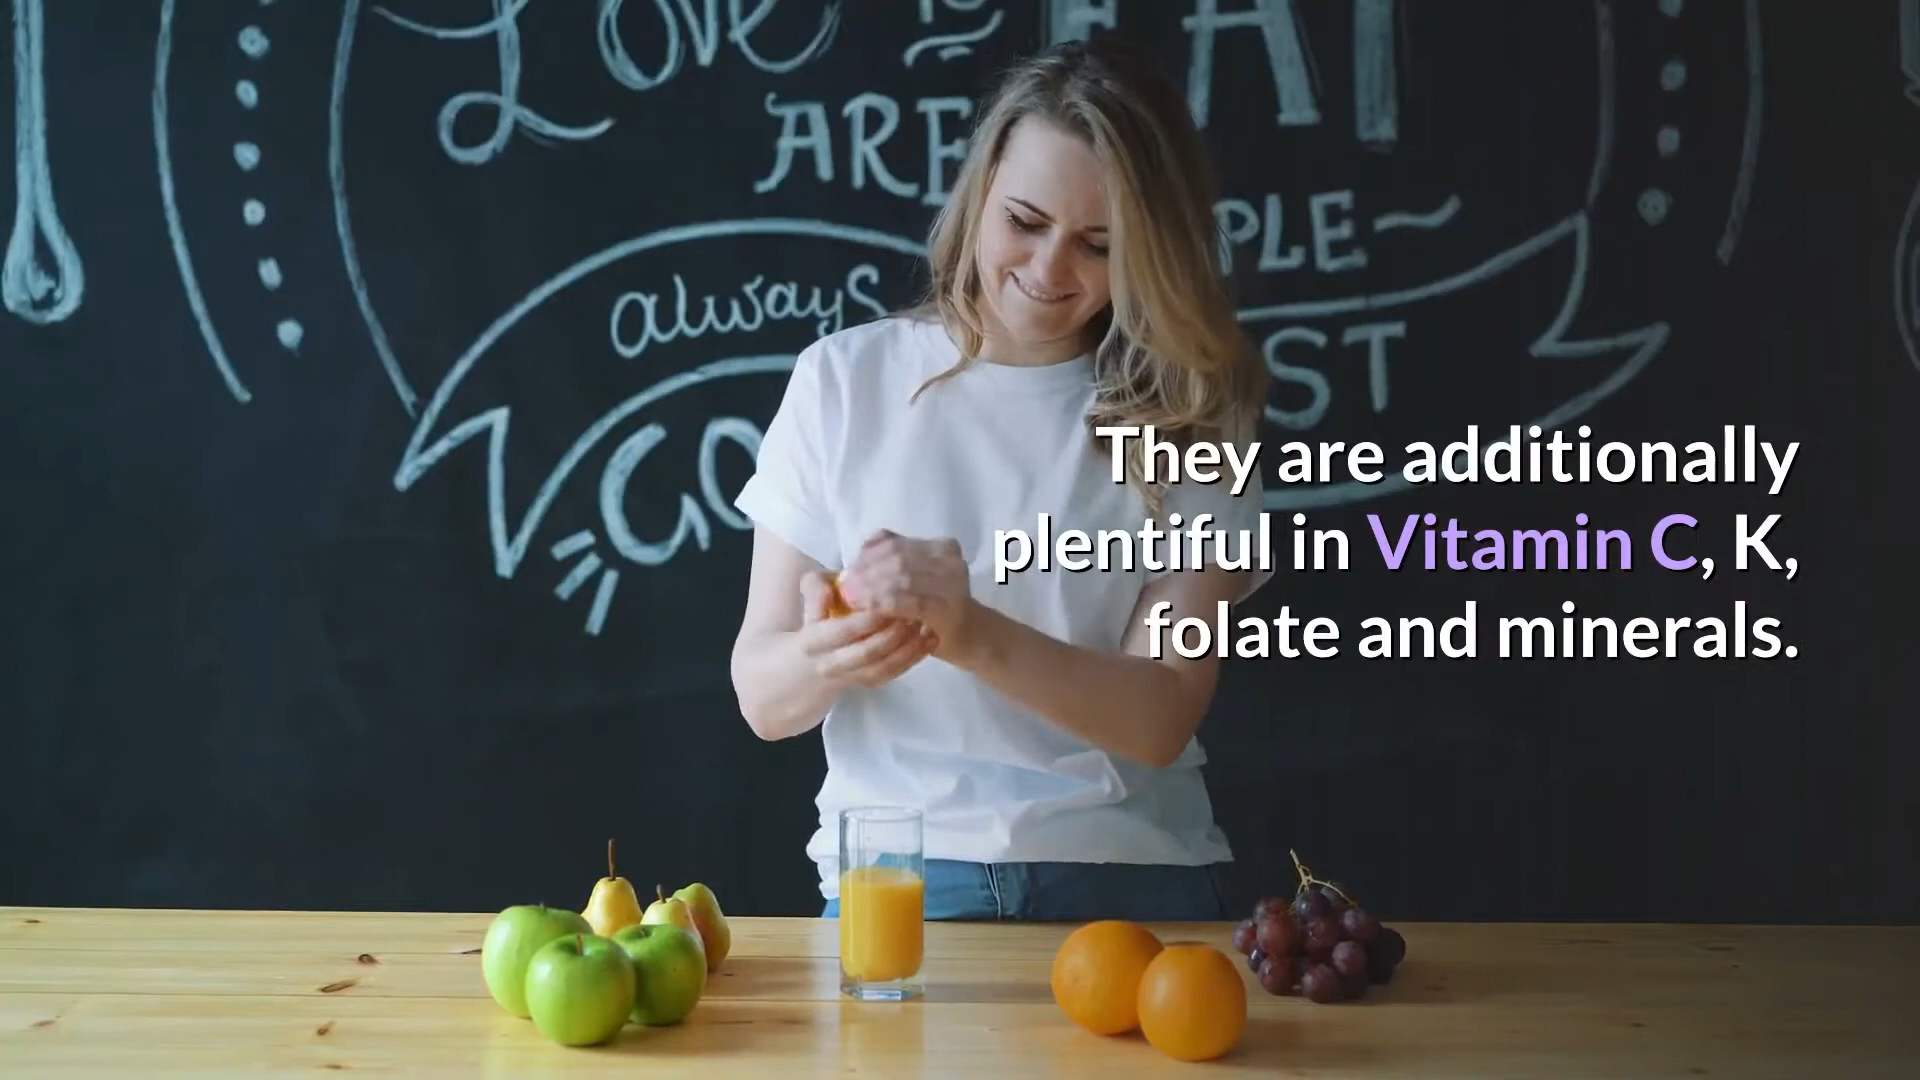 Love
ARE
always
They are additionally
plentiful in Vitamin C, K,
folate and minerals.